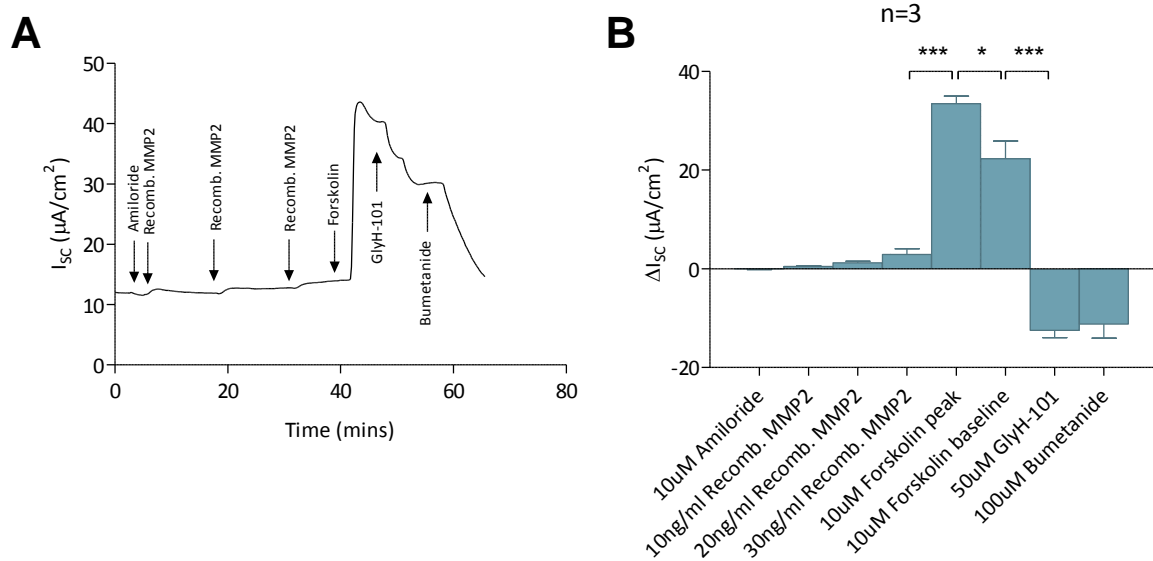 A
50
40
30
20
10
0
I_SC (µA/cm²)
Amiloride
Recomb. MMP2
Recomb. MMP2
Recomb. MMP2
Forskolin
GlyH-101
Bumetanide
0 20 40 60 80
Time (mins)
B
n=3
*** * ***
40
20
0
-20
ΔI_SC (µA/cm²)
10uM Amiloride
10ng/ml Recomb. MMP2
20ng/ml Recomb. MMP2
30ng/ml Recomb. MMP2
10uM Forskolin peak
10uM Forskolin baseline
50uM GlyH-101
100uM Bumetanide